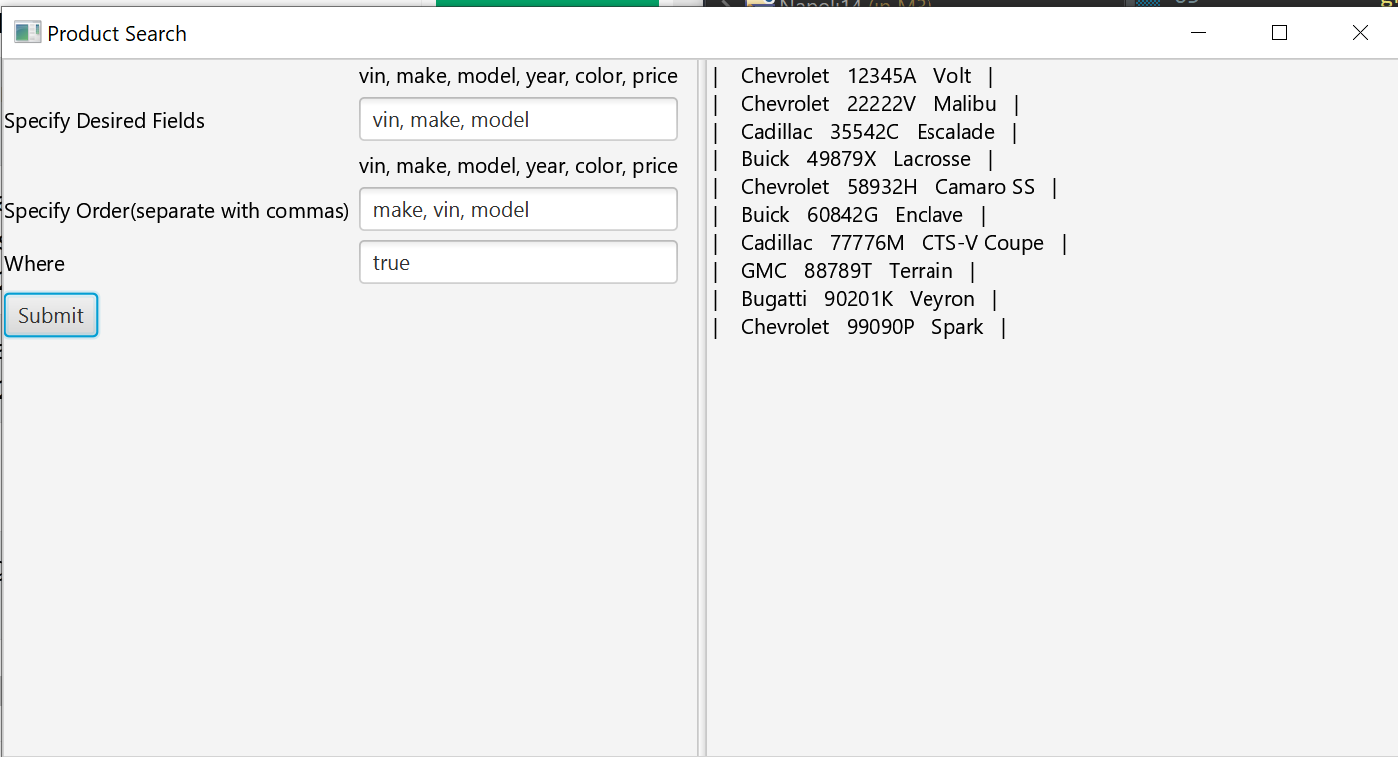 Napoli14 (in M3)
Product Search
vin, make, model, year, color, price
Specify Desired Fields
vin, make, model
vin, make, model, year, color, price
Specify Order(separate with commas)
make, vin, model
Where
true
Submit
| Chevrolet 12345A Volt |
| Chevrolet 22222V Malibu |
| Cadillac 35542C Escalade |
| Buick 49879X Lacrosse |
| Chevrolet 58932H Camaro SS |
| Buick 60842G Enclave |
| Cadillac 77776M CTS-V Coupe |
| GMC 88789T Terrain |
| Bugatti 90201K Veyron |
| Chevrolet 99090P Spark |